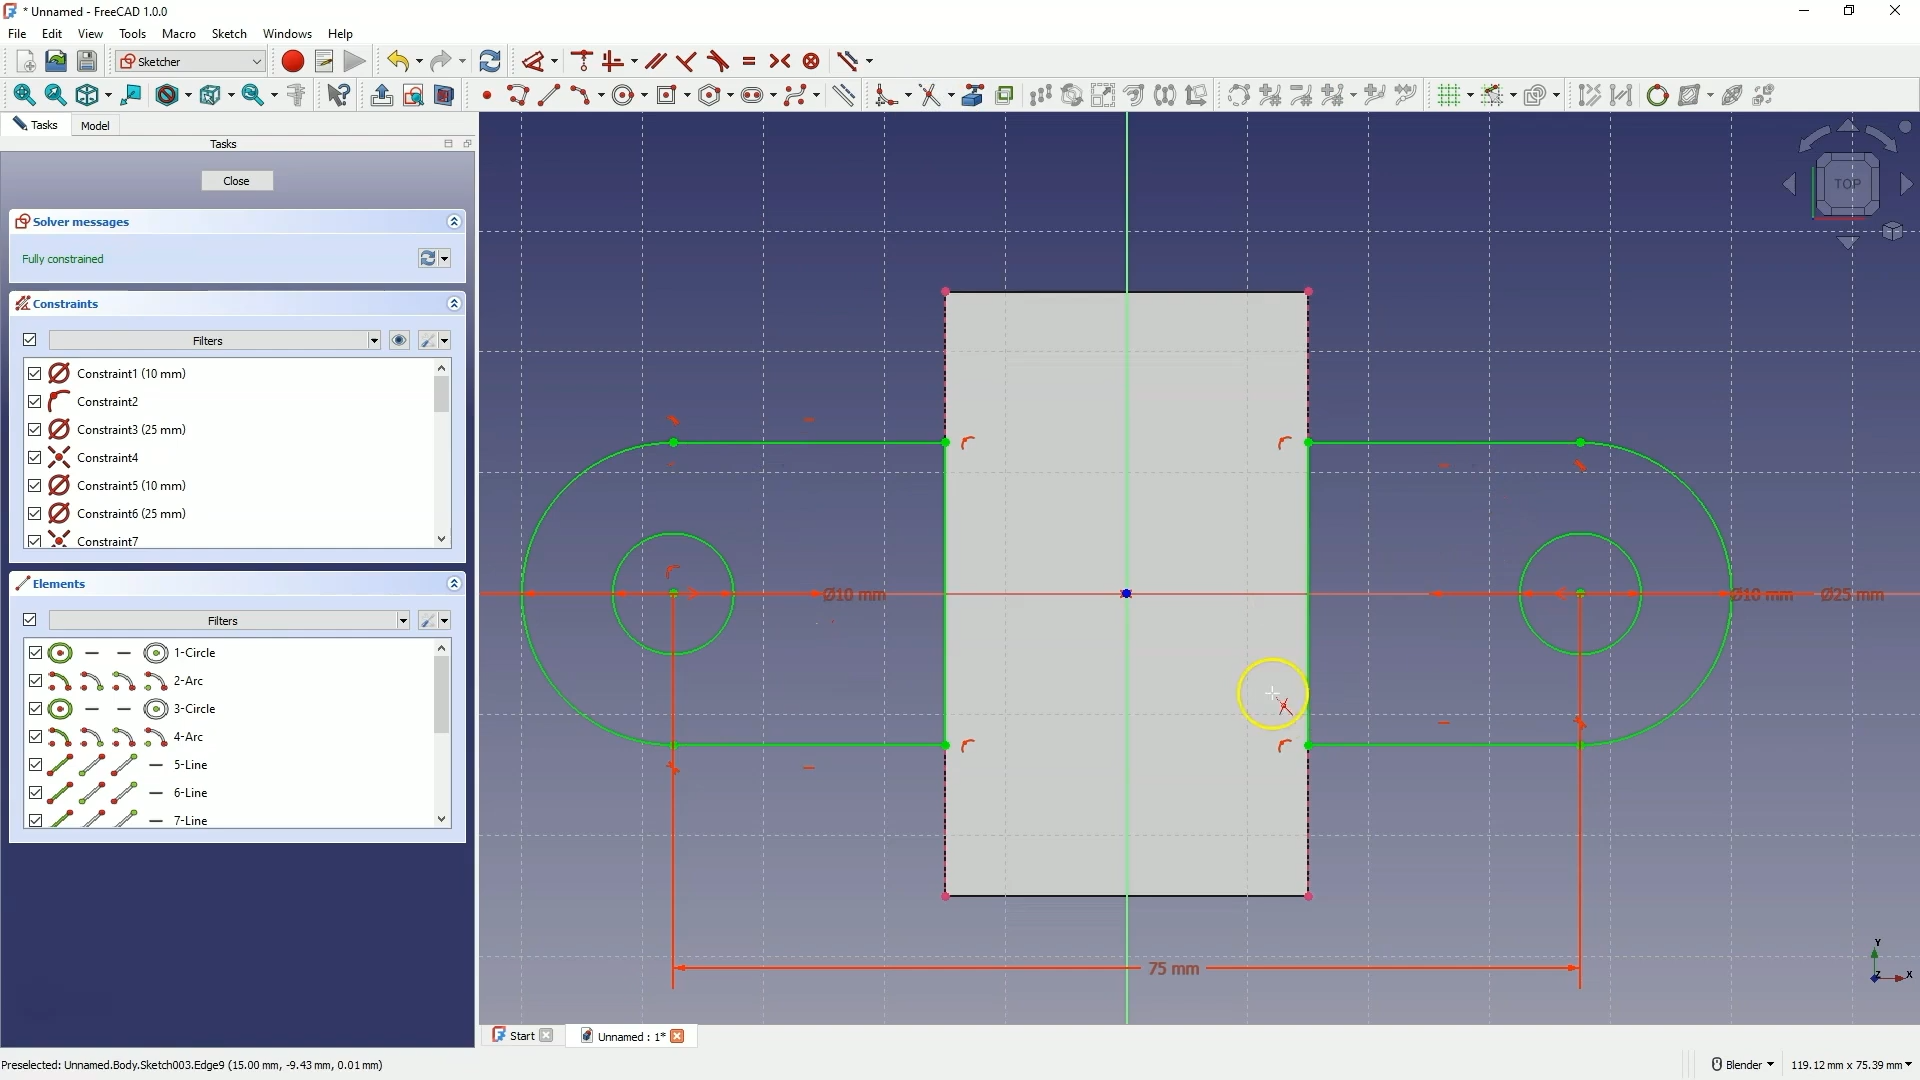 * Unnamed - FreeCAD 1.0.0
File Edit View Tools Macro Sketch Windows Help
Sketcher
Tasks Model
Tasks
TOP
Close
Solver messages
Fully constrained
Constraints
Filters
Constraint1 (10 mm)
Constraint2
Constraint3 (25 mm)
Constraint4
Constraint5 (10 mm)
Constraint6 (25 mm)
Constraint7
Elements
Filters
1-Circle
2-Arc
3-Circle
4-Arc
5-Line
6-Line
7-Line
Ø10 mm
Ø10 mm
Ø25 mm
75 mm
Y
Z
X
Start
Unnamed : 1*
Preselected: Unnamed.Body.Sketch003.Edge9 (15.00 mm, -9.43 mm, 0.01 mm)
Blender
119.12 mm x 75.39 mm